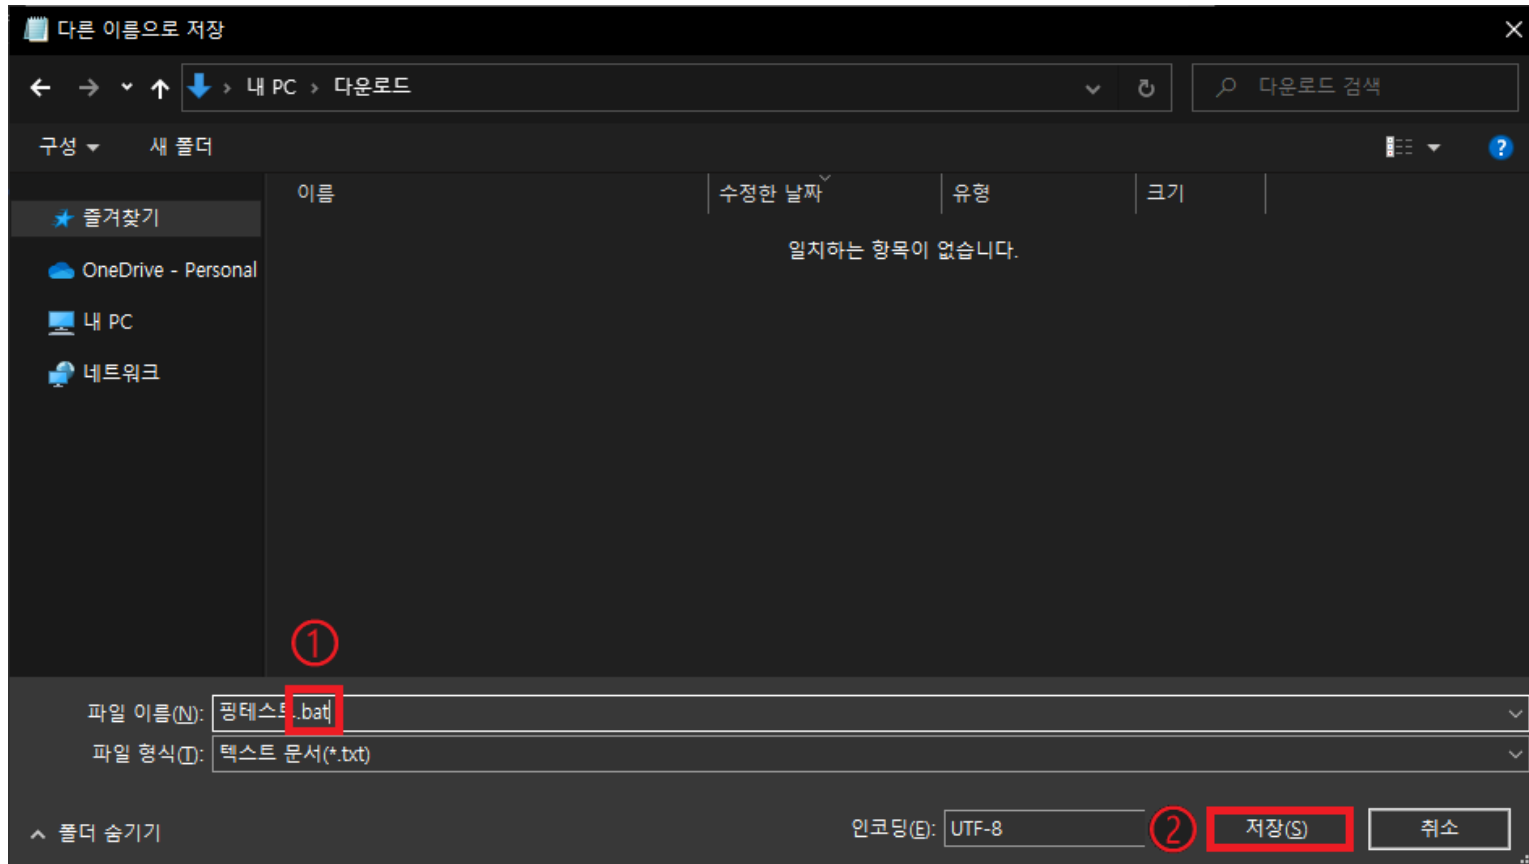 다른 이름으로 저장
내 PC > 다운로드
다운로드 검색
구성 새 폴더
이름 수정한 날짜 유형 크기
즐겨찾기
일치하는 항목이 없습니다.
OneDrive - Personal
내 PC
네트워크
①
파일 이름(N): 핑테스트.bat
파일 형식(T): 텍스트 문서(*.txt)
폴더 숨기기
인코딩(E): UTF-8
② 저장(S) 취소